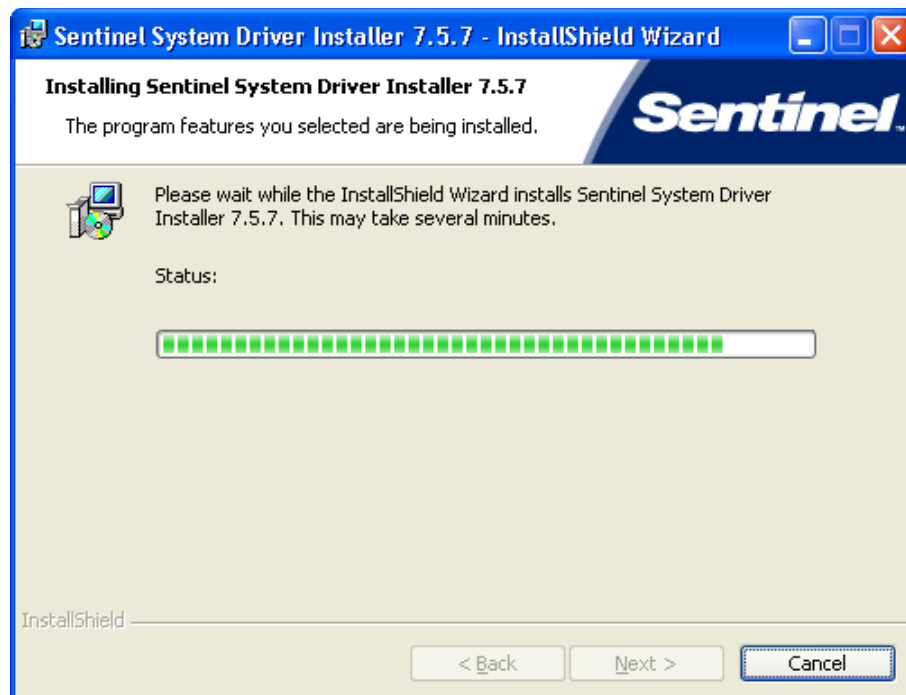 Sentinel System Driver Installer 7.5.7 - InstallShield Wizard
Installing Sentinel System Driver Installer 7.5.7
The program features you selected are being installed.
Sentinel™
Please wait while the InstallShield Wizard installs Sentinel System Driver
Installer 7.5.7. This may take several minutes.
Status:
InstallShield
< Back
Next >
Cancel